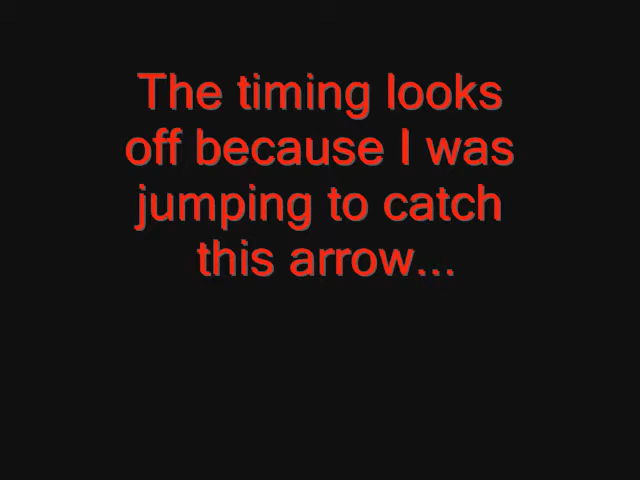 The timing looks
off because I was
jumping to catch
this arrow...